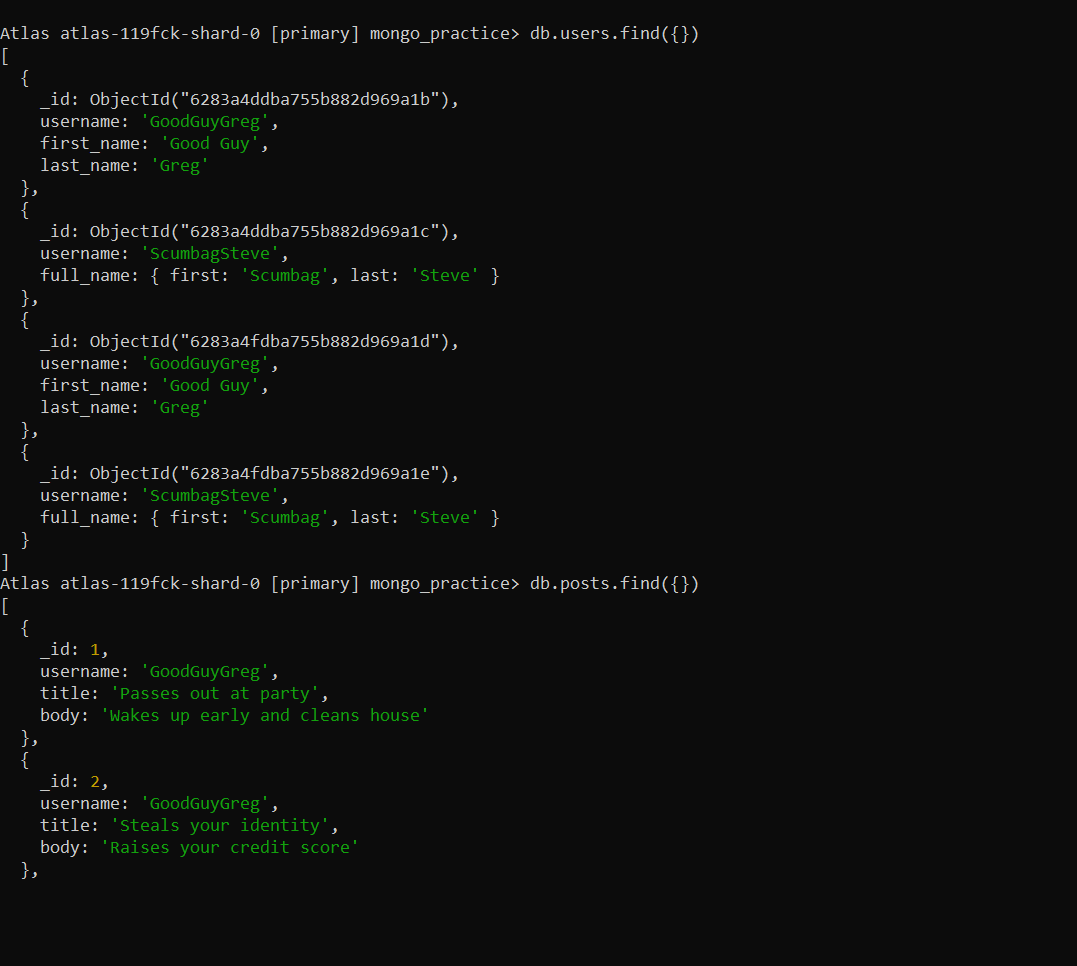 Atlas atlas-119fck-shard-0 [primary] mongo_practice> db.users.find({})
[
  {
    _id: ObjectId("6283a4ddba755b882d969a1b"),
    username: 'GoodGuyGreg',
    first_name: 'Good Guy',
    last_name: 'Greg'
  },
  {
    _id: ObjectId("6283a4ddba755b882d969a1c"),
    username: 'ScumbagSteve',
    full_name: { first: 'Scumbag', last: 'Steve' }
  },
  {
    _id: ObjectId("6283a4fdba755b882d969a1d"),
    username: 'GoodGuyGreg',
    first_name: 'Good Guy',
    last_name: 'Greg'
  },
  {
    _id: ObjectId("6283a4fdba755b882d969a1e"),
    username: 'ScumbagSteve',
    full_name: { first: 'Scumbag', last: 'Steve' }
  }
]
Atlas atlas-119fck-shard-0 [primary] mongo_practice> db.posts.find({})
[
  {
    _id: 1,
    username: 'GoodGuyGreg',
    title: 'Passes out at party',
    body: 'Wakes up early and cleans house'
  },
  {
    _id: 2,
    username: 'GoodGuyGreg',
    title: 'Steals your identity',
    body: 'Raises your credit score'
  },